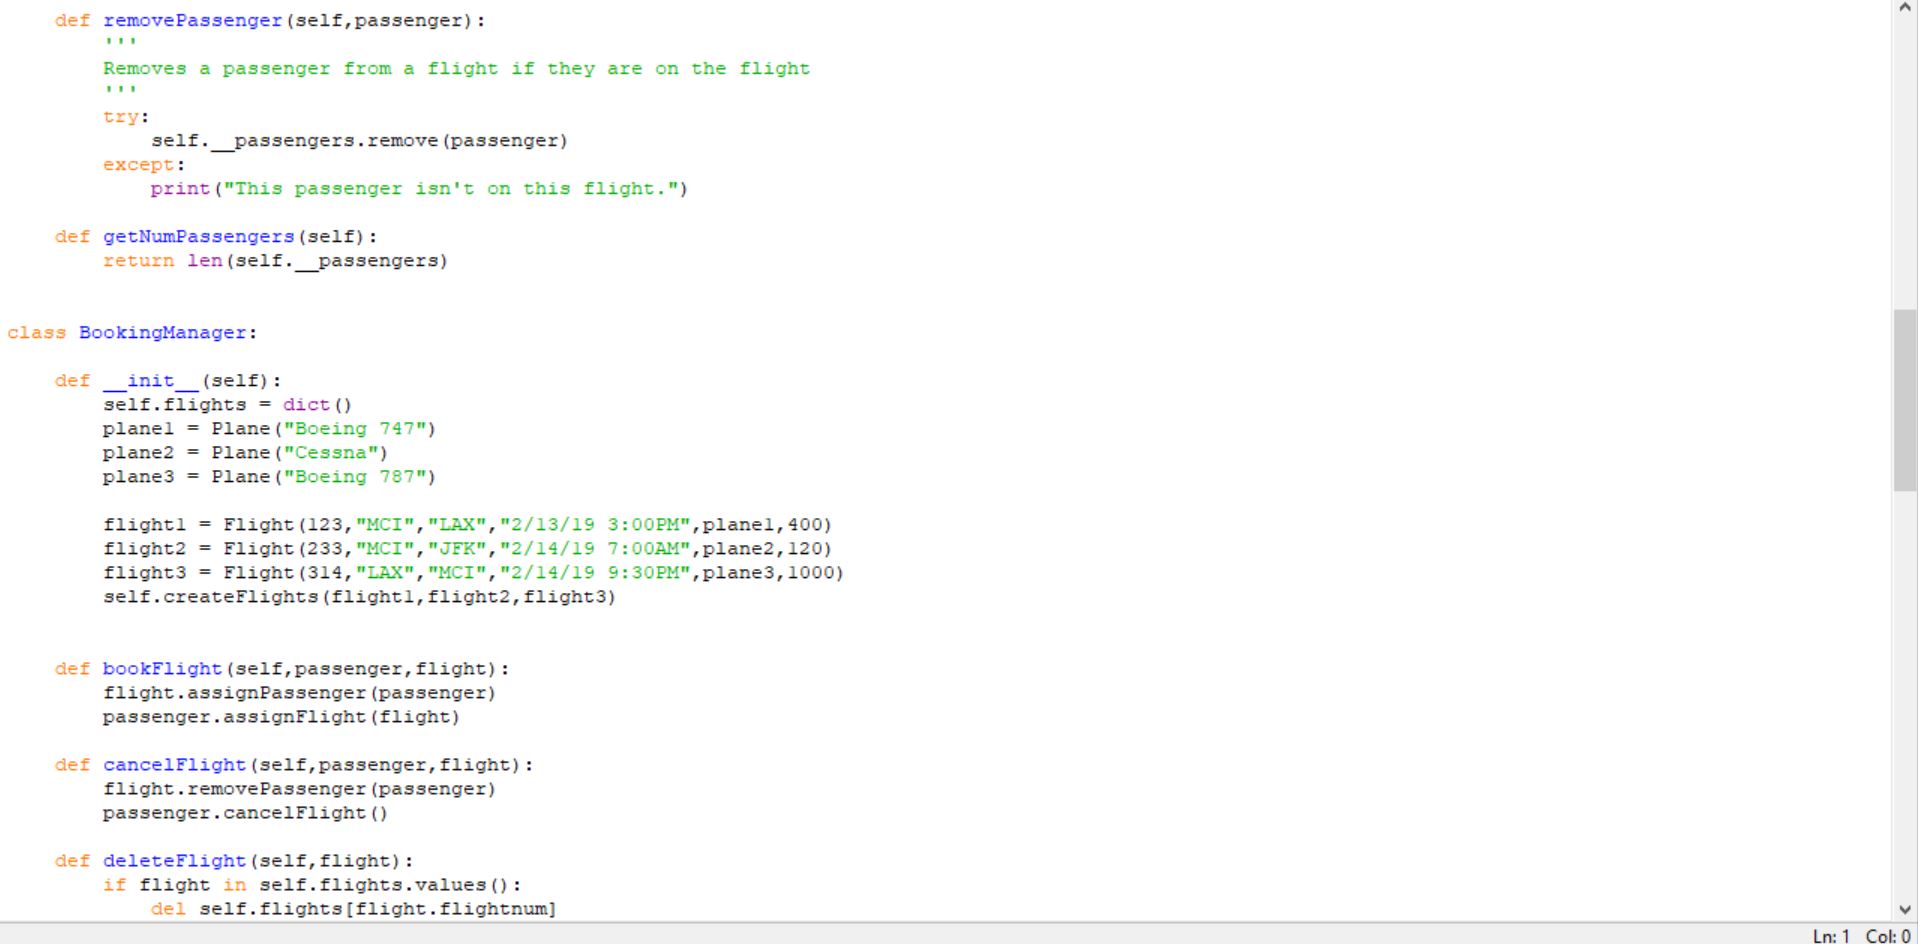 def removePassenger(self,passenger):
        '''
        Removes a passenger from a flight if they are on the flight
        '''
        try:
            self.__passengers.remove(passenger)
        except:
            print("This passenger isn't on this flight.")
    def getNumPassengers(self):
        return len(self.__passengers)
class BookingManager:
    def __init__(self):
        self.flights = dict()
        plane1 = Plane("Boeing 747")
        plane2 = Plane("Cessna")
        plane3 = Plane("Boeing 787")
        flight1 = Flight(123,"MCI","LAX","2/13/19 3:00PM",plane1,400)
        flight2 = Flight(233,"MCI","JFK","2/14/19 7:00AM",plane2,120)
        flight3 = Flight(314,"LAX","MCI","2/14/19 9:30PM",plane3,1000)
        self.createFlights(flight1,flight2,flight3)
    def bookFlight(self,passenger,flight):
        flight.assignPassenger(passenger)
        passenger.assignFlight(flight)
    def cancelFlight(self,passenger,flight):
        flight.removePassenger(passenger)
        passenger.cancelFlight()
    def deleteFlight(self,flight):
        if flight in self.flights.values():
            del self.flights[flight.flightnum]
Ln: 1 Col: 0